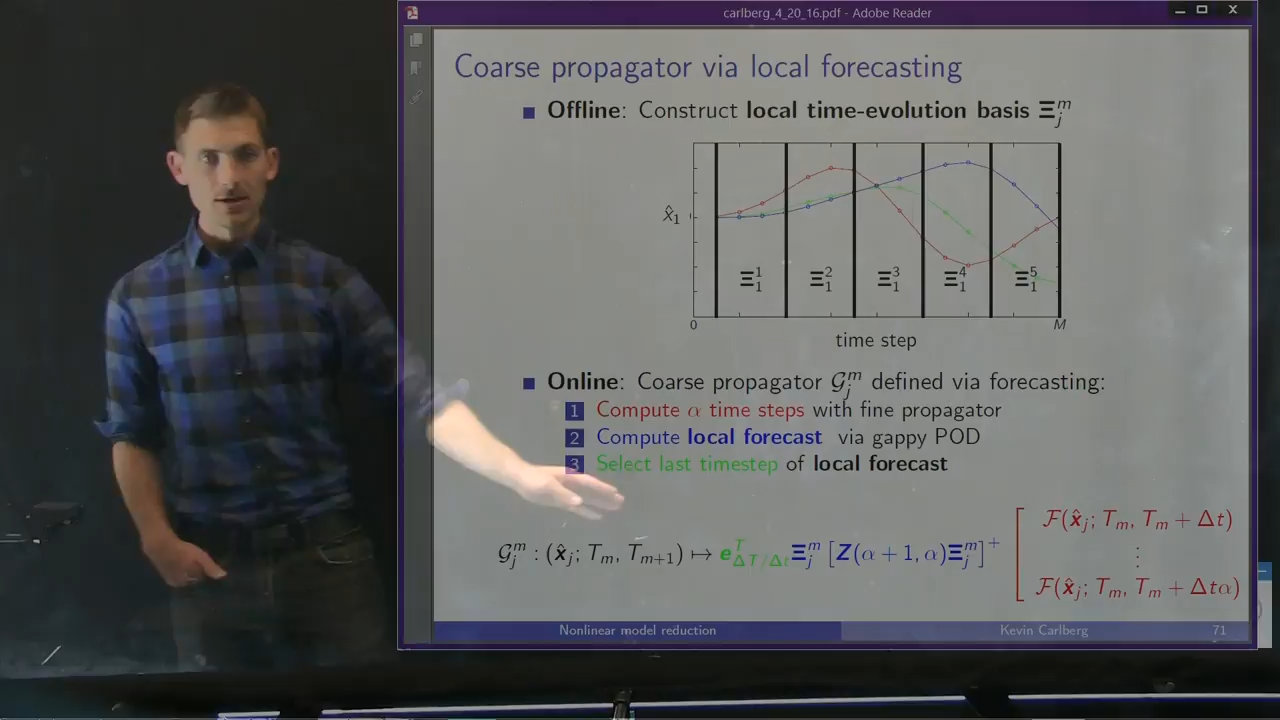 carlberg_4_20_16.pdf - Adobe Reader
Coarse propagator via local forecasting
Offline: Construct local time-evolution basis Ξ_j^m
x̂_1
Ξ_1^1 Ξ_1^2 Ξ_1^3 Ξ_1^4 Ξ_1^5
0 M
time step
Online: Coarse propagator 𝒢_j^m defined via forecasting:
1 Compute α time steps with fine propagator
2 Compute local forecast via gappy POD
3 Select last timestep of local forecast
𝒢_j^m : (x̂_j; T_m, T_{m+1}) ↦ e_{ΔT/Δt}^T Ξ_j^m [Z(α + 1, α)Ξ_j^m]^+ [ ℱ(x̂_j; T_m, T_m + Δt)
⋮
ℱ(x̂_j; T_m, T_m + Δtα)
Nonlinear model reduction Kevin Carlberg 71